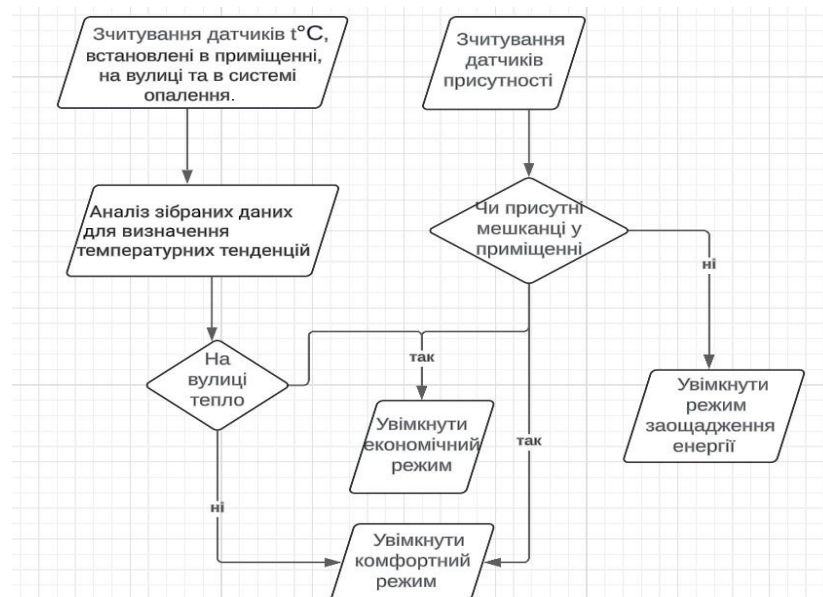 Зчитування датчиків t°C,
встановлені в приміщенні,
на вулиці та в системі
опалення.
Зчитування
датчиків
присутності
Аналіз зібраних даних
для визначення
температурних тенденцій
Чи присутні
мешканці у
приміщенні
ні
На
вулиці
тепло
так
Увімкнути
економічний
режим
так
Увімкнути
режим
заощадження
енергії
ні
Увімкнути
комфортний
режим